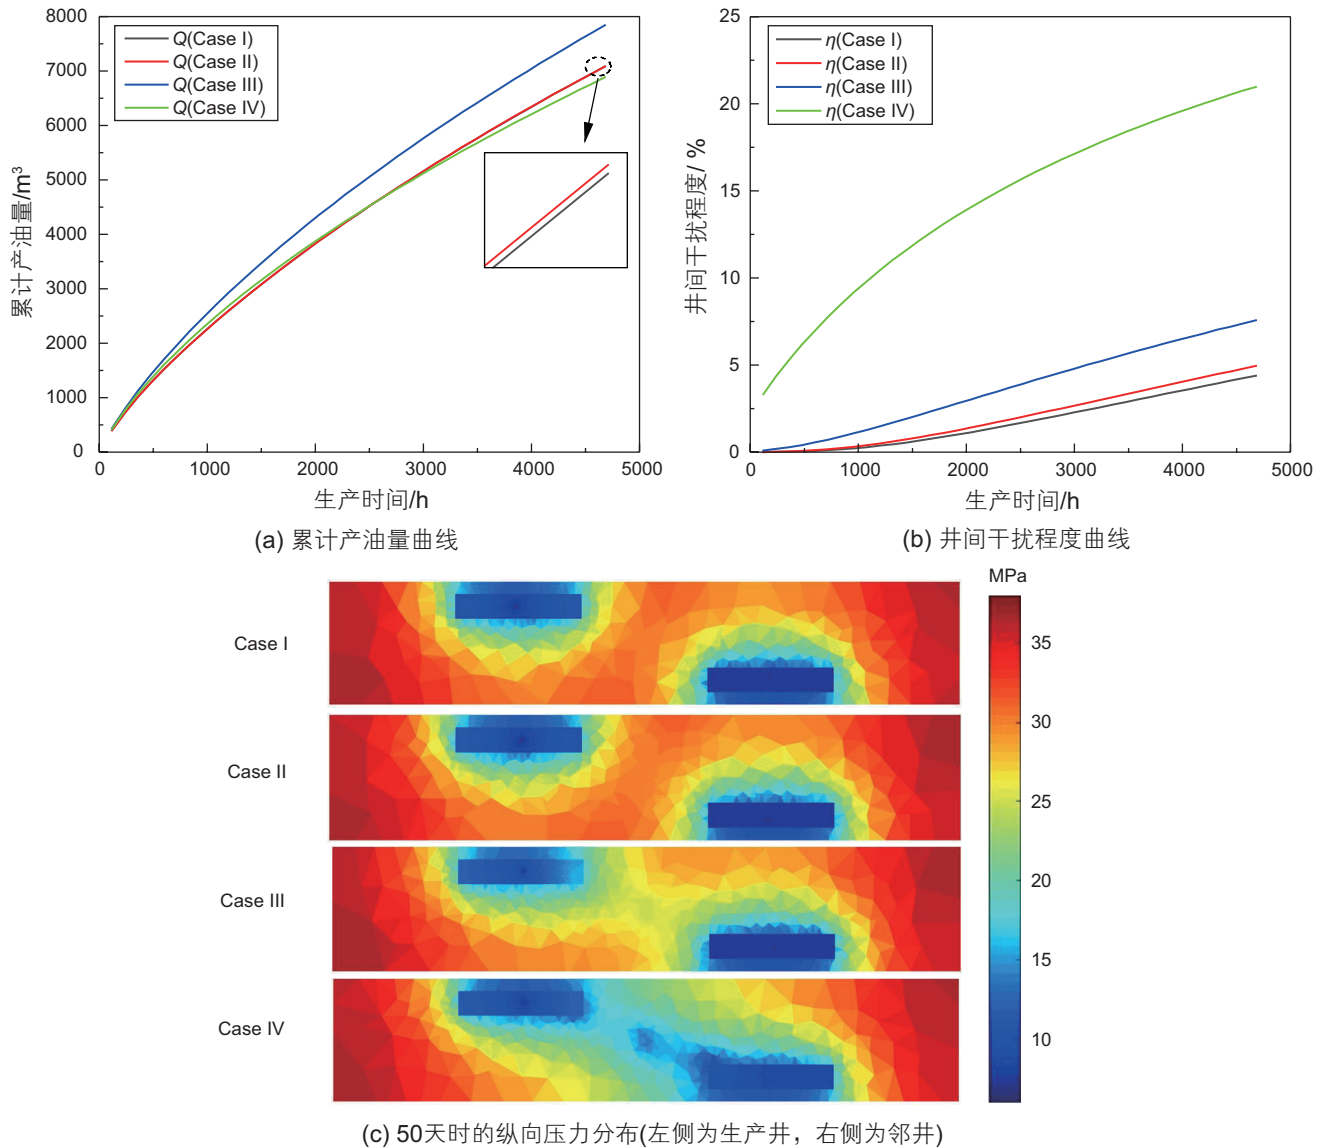 8000
7000
6000
5000
4000
3000
2000
1000
0
累计产油量/m³
Q(Case I)
Q(Case II)
Q(Case III)
Q(Case IV)
0 1000 2000 3000 4000 5000
生产时间/h
(a) 累计产油量曲线
25
20
15
10
5
0
井间干扰程度/ %
η(Case I)
η(Case II)
η(Case III)
η(Case IV)
0 1000 2000 3000 4000 5000
生产时间/h
(b) 井间干扰程度曲线
Case I
Case II
Case III
Case IV
MPa
35
30
25
20
15
10
(c) 50天时的纵向压力分布(左侧为生产井，右侧为邻井)